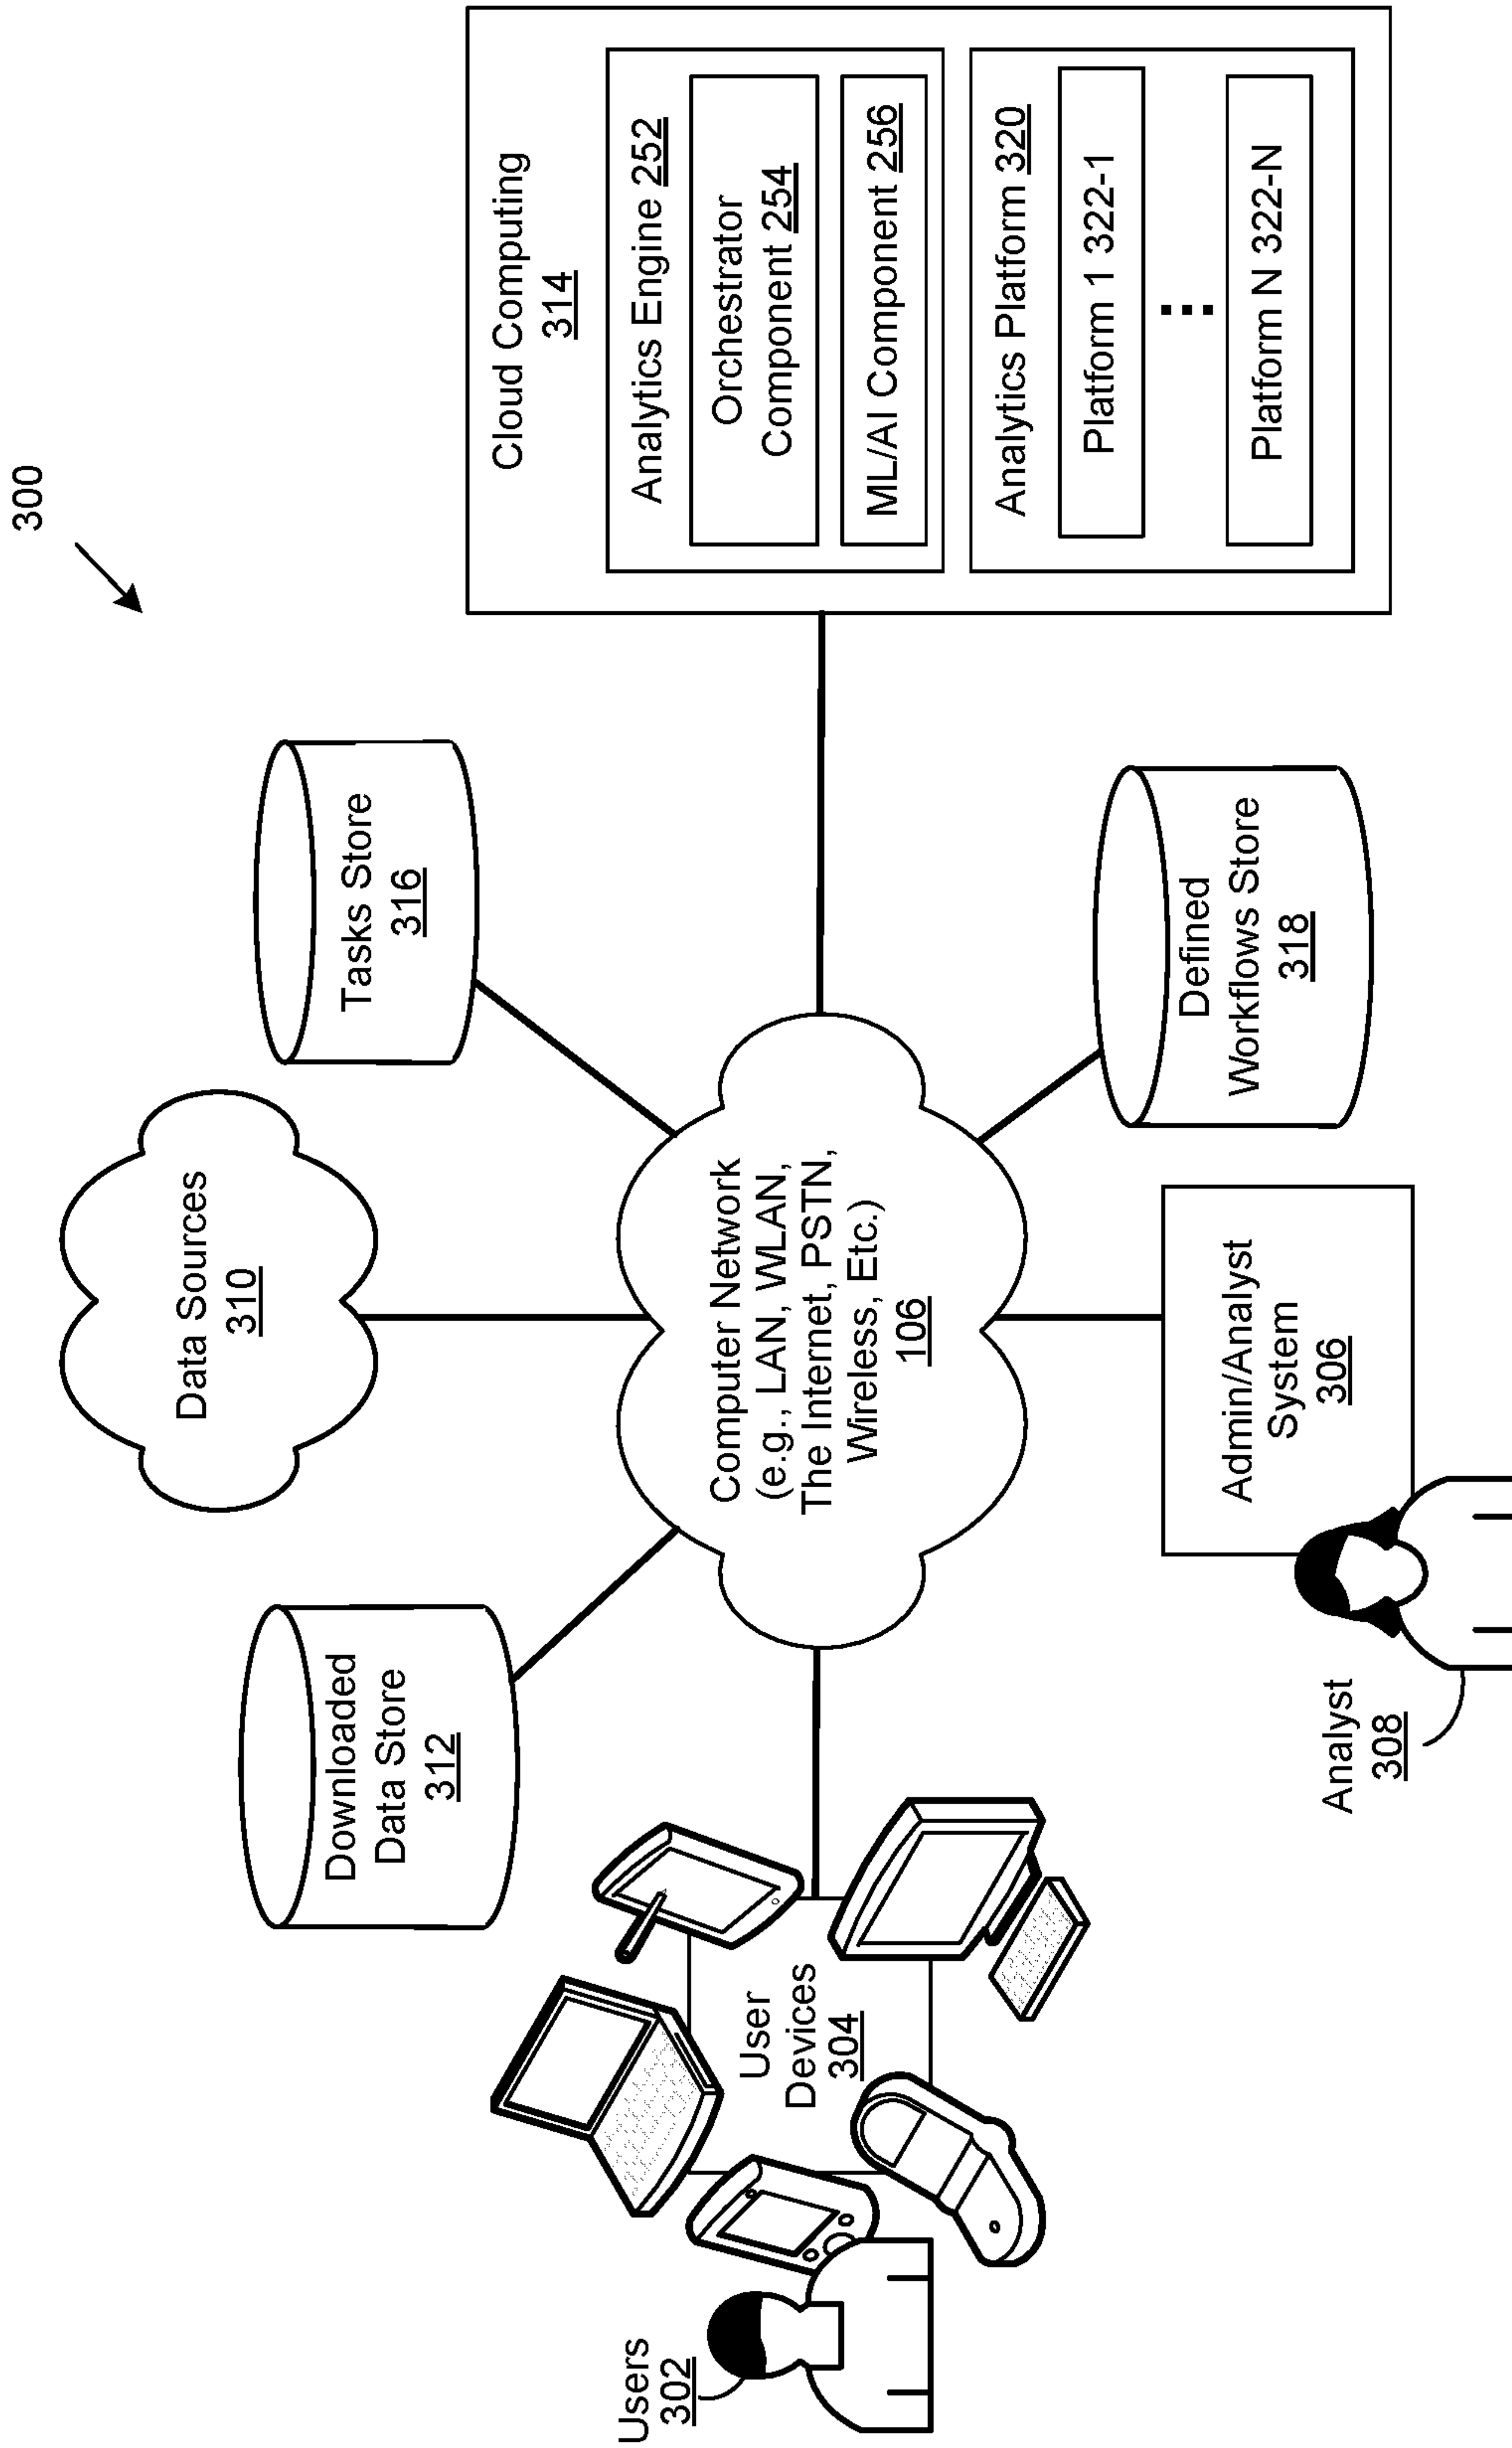 300
Data Sources
310
Downloaded
Data Store
312
Tasks Store
316
Cloud Computing
314
Analytics Engine 252
Orchestrator
Component 254
ML/AI Component 256
Analytics Platform 320
Platform 1 322-1
Platform N 322-N
Computer Network
(e.g., LAN, WLAN,
The Internet, PSTN,
Wireless, Etc.)
106
Users
302
User
Devices
304
Defined
Workflows Store
318
Admin/Analyst
System
306
Analyst
308